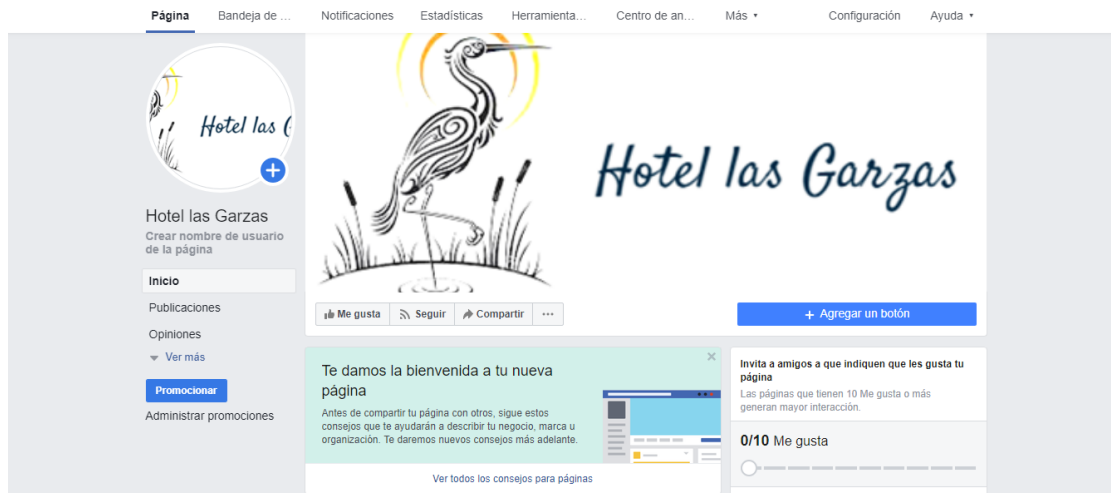 Página Bandeja de ... Notificaciones Estadísticas Herramienta... Centro de an... Más Configuración Ayuda
Hotel las G
Hotel las Garzas
Crear nombre de usuario
de la página
Inicio
Publicaciones
Opiniones
Ver más
Promocionar
Administrar promociones
Hotel las Garzas
Me gusta Seguir Compartir ...
+ Agregar un botón
Te damos la bienvenida a tu nueva
página
Antes de compartir tu página con otros, sigue estos
consejos que te ayudarán a describir tu negocio, marca u
organización. Te daremos nuevos consejos más adelante.
Ver todos los consejos para páginas
Invita a amigos a que indiquen que les gusta tu
página
Las páginas que tienen 10 Me gusta o más
generan mayor interacción.
0/10 Me gusta